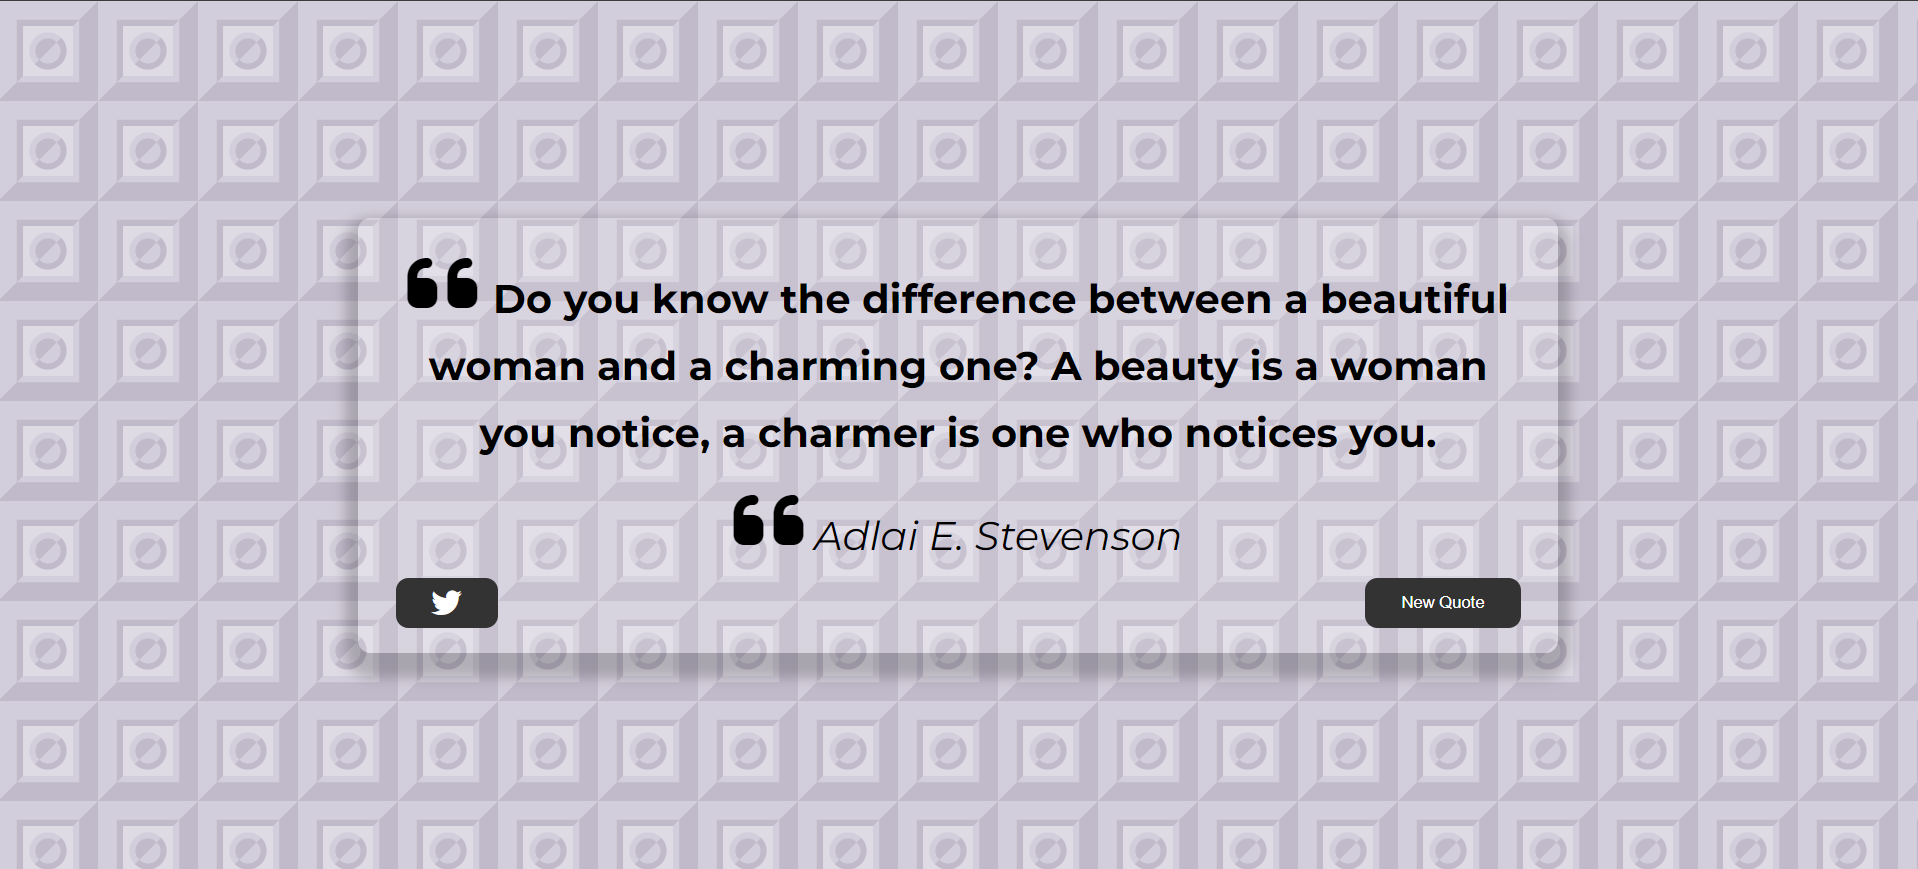 Do you know the difference between a beautiful
woman and a charming one? A beauty is a woman
you notice, a charmer is one who notices you.
Adlai E. Stevenson
New Quote